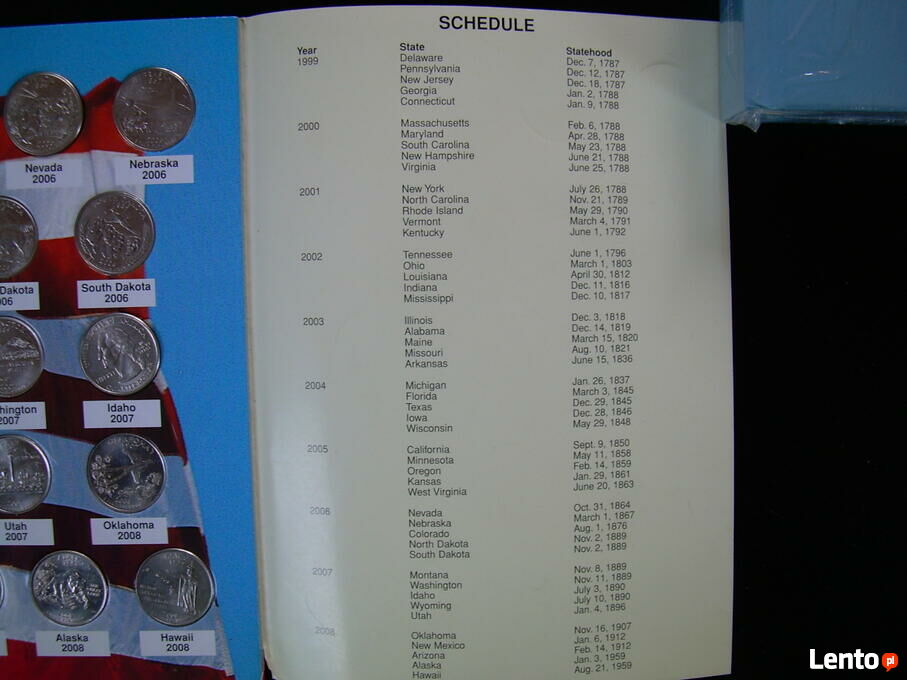 SCHEDULE
Year State Statehood
1999 Delaware Dec. 7, 1787
Pennsylvania Dec. 12, 1787
New Jersey Dec. 18, 1787
Georgia Jan. 2, 1788
Connecticut Jan. 9, 1788
2000 Massachusetts Feb. 6, 1788
Maryland Apr. 28, 1788
South Carolina May 23, 1788
New Hampshire June 21, 1788
Virginia June 25, 1788
2001 New York July 26, 1788
North Carolina Nov. 21, 1789
Rhode Island May 29, 1790
Vermont March 4, 1791
Kentucky June 1, 1792
2002 Tennessee June 1, 1796
Ohio March 1, 1803
Louisiana April 30, 1812
Indiana Dec. 11, 1816
Mississippi Dec. 10, 1817
2003 Illinois Dec. 3, 1818
Alabama Dec. 14, 1819
Maine March 15, 1820
Missouri Aug. 10, 1821
Arkansas June 15, 1836
2004 Michigan Jan. 26, 1837
Florida March 3, 1845
Texas Dec. 29, 1845
Iowa Dec. 28, 1846
Wisconsin May 29, 1848
2005 California Sept. 9, 1850
Minnesota May 11, 1858
Oregon Feb. 14, 1859
Kansas Jan. 29, 1861
West Virginia June 20, 1863
2006 Nevada Oct. 31, 1864
Nebraska March 1, 1867
Colorado Aug. 1, 1876
North Dakota Nov. 2, 1889
South Dakota Nov. 2, 1889
2007 Montana Nov. 8, 1889
Washington Nov. 11, 1889
Idaho July 3, 1890
Wyoming July 10, 1890
Utah Jan. 4, 1896
2008 Oklahoma Nov. 16, 1907
New Mexico Jan. 6, 1912
Arizona Feb. 14, 1912
Alaska Jan. 3, 1959
Hawaii Aug. 21, 1959
Nevada
2006
Nebraska
2006
Dakota
06
South Dakota
2006
hington
2007
Idaho
2007
Utah
2007
Oklahoma
2008
Alaska
2008
Hawaii
2008
Lento pl